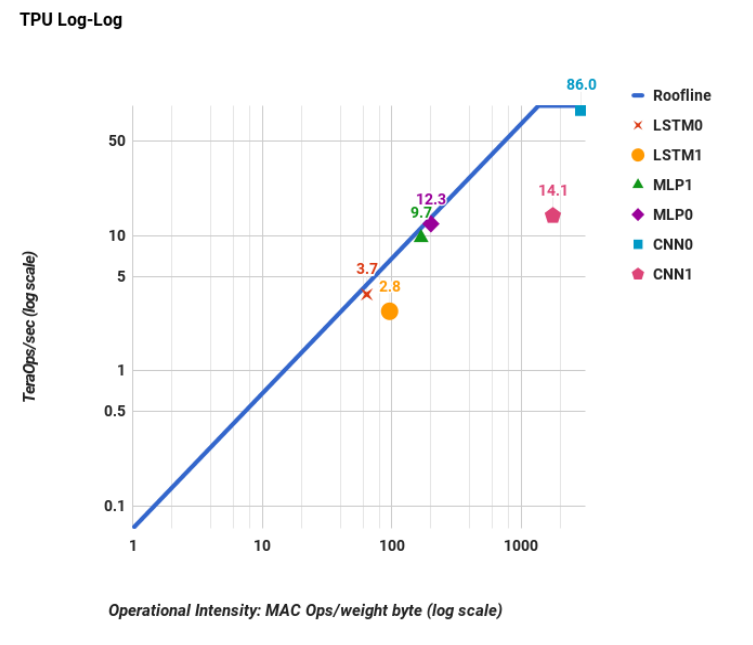 TPU Log-Log
86.0
Roofline
LSTM0
LSTM1
MLP1
MLP0
CNN0
CNN1
50
14.1
12.3
9.7
10
3.7
5
2.8
1
0.5
0.1
1 10 100 1000
TeraOps/sec (log scale)
Operational Intensity: MAC Ops/weight byte (log scale)